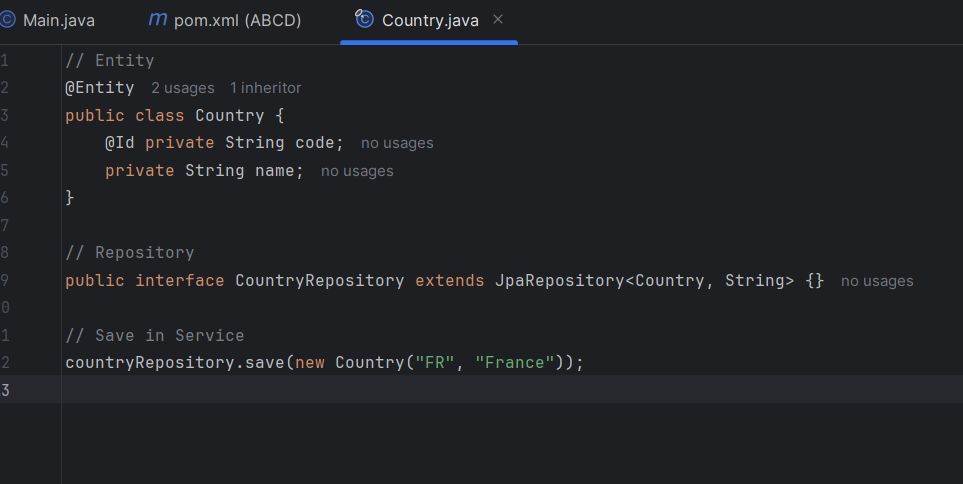 Main.java m pom.xml (ABCD) Country.java
1 // Entity
2 @Entity 2 usages 1 inheritor
3 public class Country {
4 @Id private String code; no usages
5 private String name; no usages
6 }
7
8 // Repository
9 public interface CountryRepository extends JpaRepository<Country, String> {} no usages
0
1 // Save in Service
2 countryRepository.save(new Country("FR", "France"));
3